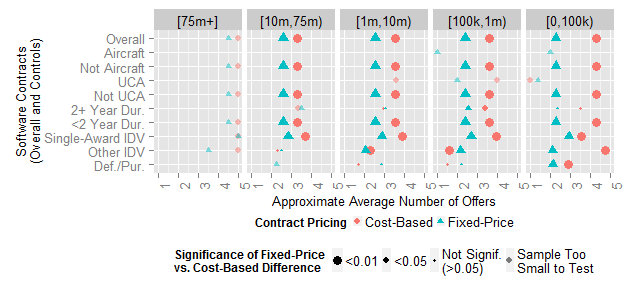 [75m+] [10m,75m) [1m,10m) [100k,1m) [0,100k)
Software Contracts
(Overall and Controls)
Overall
Aircraft
Not Aircraft
UCA
Not UCA
2+ Year Dur.
<2 Year Dur.
Single-Award IDV
Other IDV
Def./Pur.
1 2 3 4 5 1 2 3 4 5 1 2 3 4 5 1 2 3 4 5 1 2 3 4 5
Approximate Average Number of Offers
Contract Pricing Cost-Based Fixed-Price
Significance of Fixed-Price
vs. Cost-Based Difference
<0.01 <0.05
Not Signif.
(>0.05)
Sample Too
Small to Test